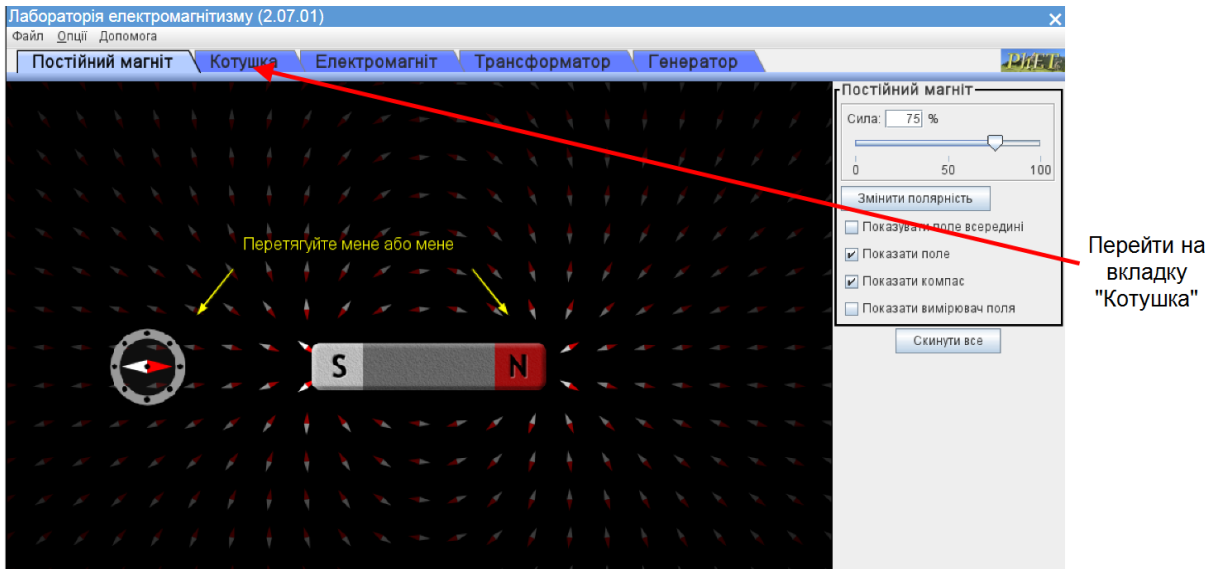 Лабораторія електромагнітизму (2.07.01)
Файл Опції Допомога
Постійний магніт Котушка Електромагніт Трансформатор Генератор
PhET
Постійний магніт
Сила: 75 %
0 50 100
Змінити полярність
Показувати поле всередині
Показати поле
Показати компас
Показати вимірювач поля
Скинути все
Перетягуйте мене або мене
S N
Перейти на
вкладку
"Котушка"